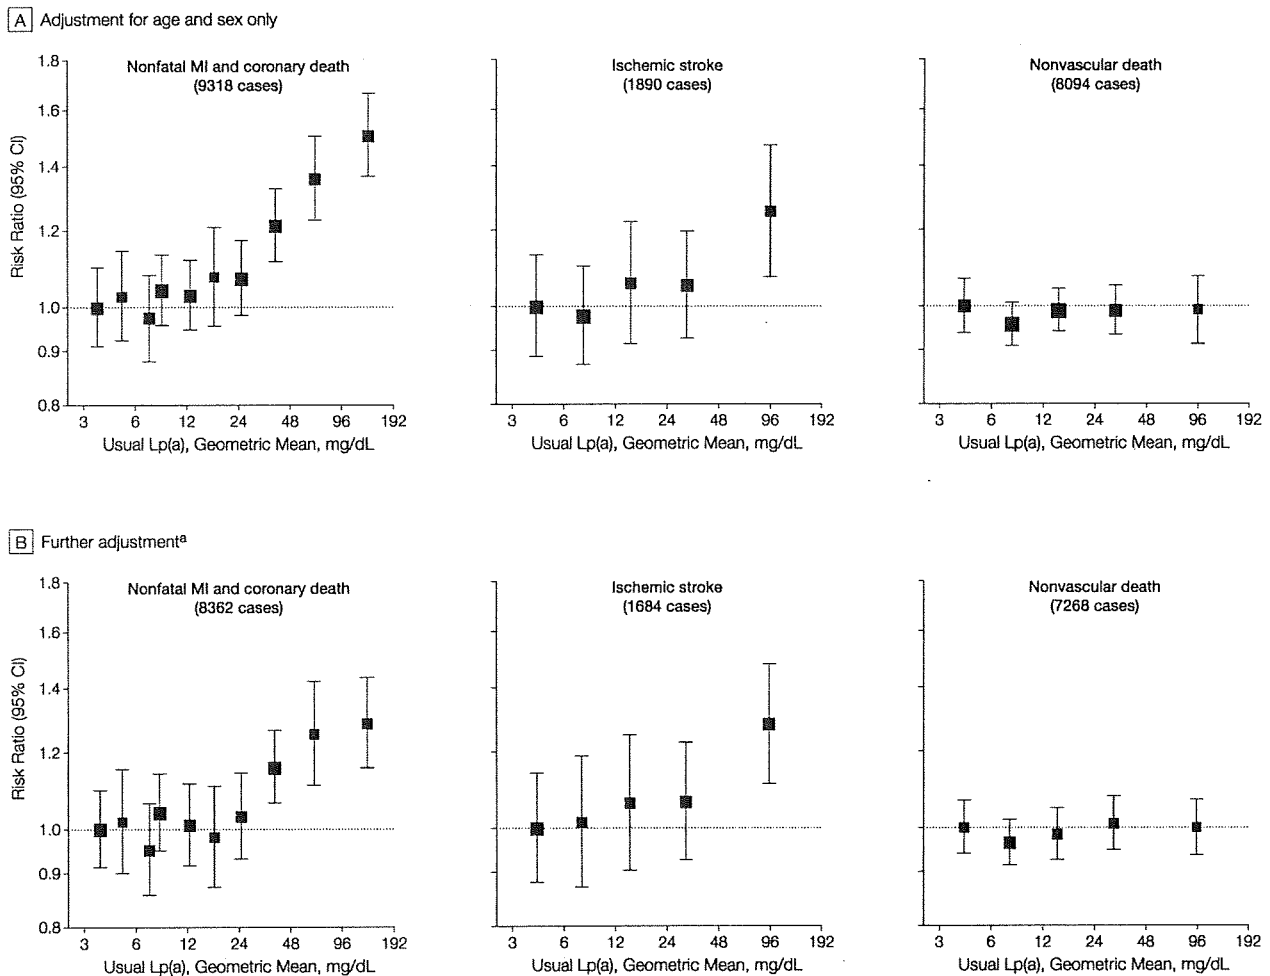 A Adjustment for age and sex only
Nonfatal MI and coronary death
(9318 cases)
Ischemic stroke
(1890 cases)
Nonvascular death
(8094 cases)
Risk Ratio (95% CI)
1.8
1.6
1.4
1.2
1.0
0.9
0.8
3 6 12 24 48 96 192
3 6 12 24 48 96 192
3 6 12 24 48 96 192
Usual Lp(a), Geometric Mean, mg/dL
Usual Lp(a), Geometric Mean, mg/dL
Usual Lp(a), Geometric Mean, mg/dL
B Further adjustmentᵃ
Nonfatal MI and coronary death
(8362 cases)
Ischemic stroke
(1684 cases)
Nonvascular death
(7268 cases)
Risk Ratio (95% CI)
1.8
1.6
1.4
1.2
1.0
0.9
0.8
3 6 12 24 48 96 192
3 6 12 24 48 96 192
3 6 12 24 48 96 192
Usual Lp(a), Geometric Mean, mg/dL
Usual Lp(a), Geometric Mean, mg/dL
Usual Lp(a), Geometric Mean, mg/dL